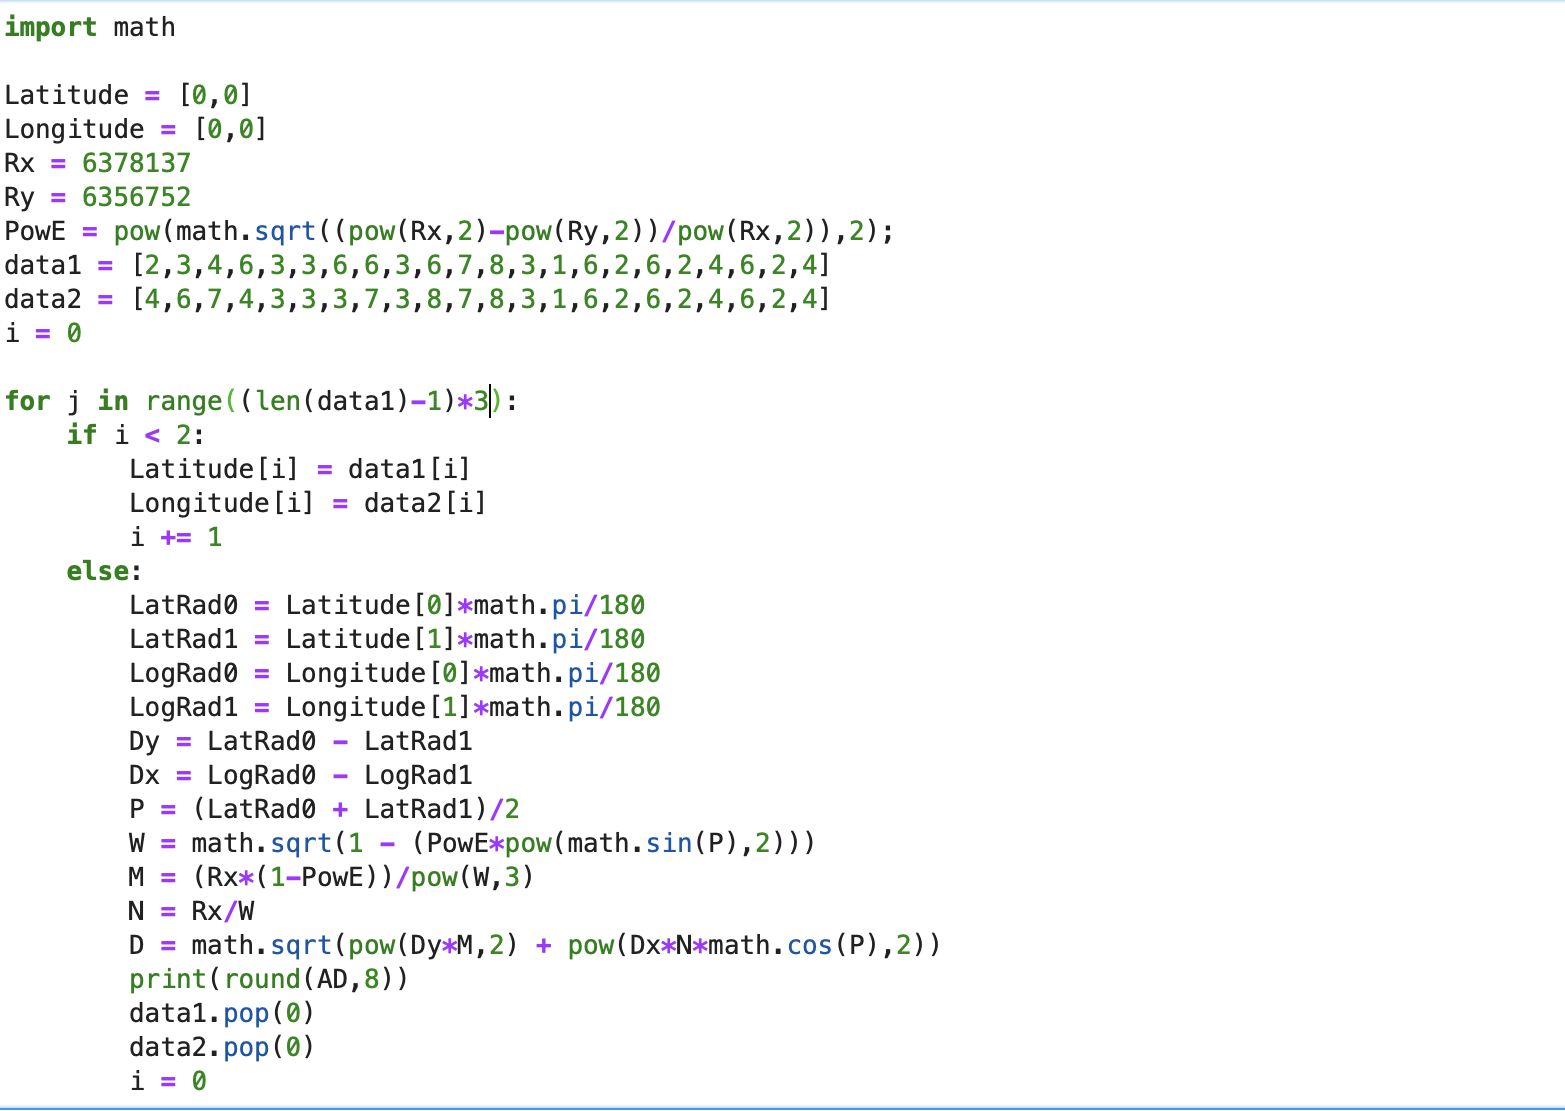 import math

Latitude = [0,0]
Longitude = [0,0]
Rx = 6378137
Ry = 6356752
PowE = pow(math.sqrt((pow(Rx,2)-pow(Ry,2))/pow(Rx,2)),2);
data1 = [2,3,4,6,3,3,6,6,3,6,7,8,3,1,6,2,6,2,4,6,2,4]
data2 = [4,6,7,4,3,3,3,7,3,8,7,8,3,1,6,2,6,2,4,6,2,4]
i = 0

for j in range((len(data1)-1)*3):
    if i < 2:
        Latitude[i] = data1[i]
        Longitude[i] = data2[i]
        i += 1
    else:
        LatRad0 = Latitude[0]*math.pi/180
        LatRad1 = Latitude[1]*math.pi/180
        LogRad0 = Longitude[0]*math.pi/180
        LogRad1 = Longitude[1]*math.pi/180
        Dy = LatRad0 - LatRad1
        Dx = LogRad0 - LogRad1
        P = (LatRad0 + LatRad1)/2
        W = math.sqrt(1 - (PowE*pow(math.sin(P),2)))
        M = (Rx*(1-PowE))/pow(W,3)
        N = Rx/W
        D = math.sqrt(pow(Dy*M,2) + pow(Dx*N*math.cos(P),2))
        print(round(AD,8))
        data1.pop(0)
        data2.pop(0)
        i = 0